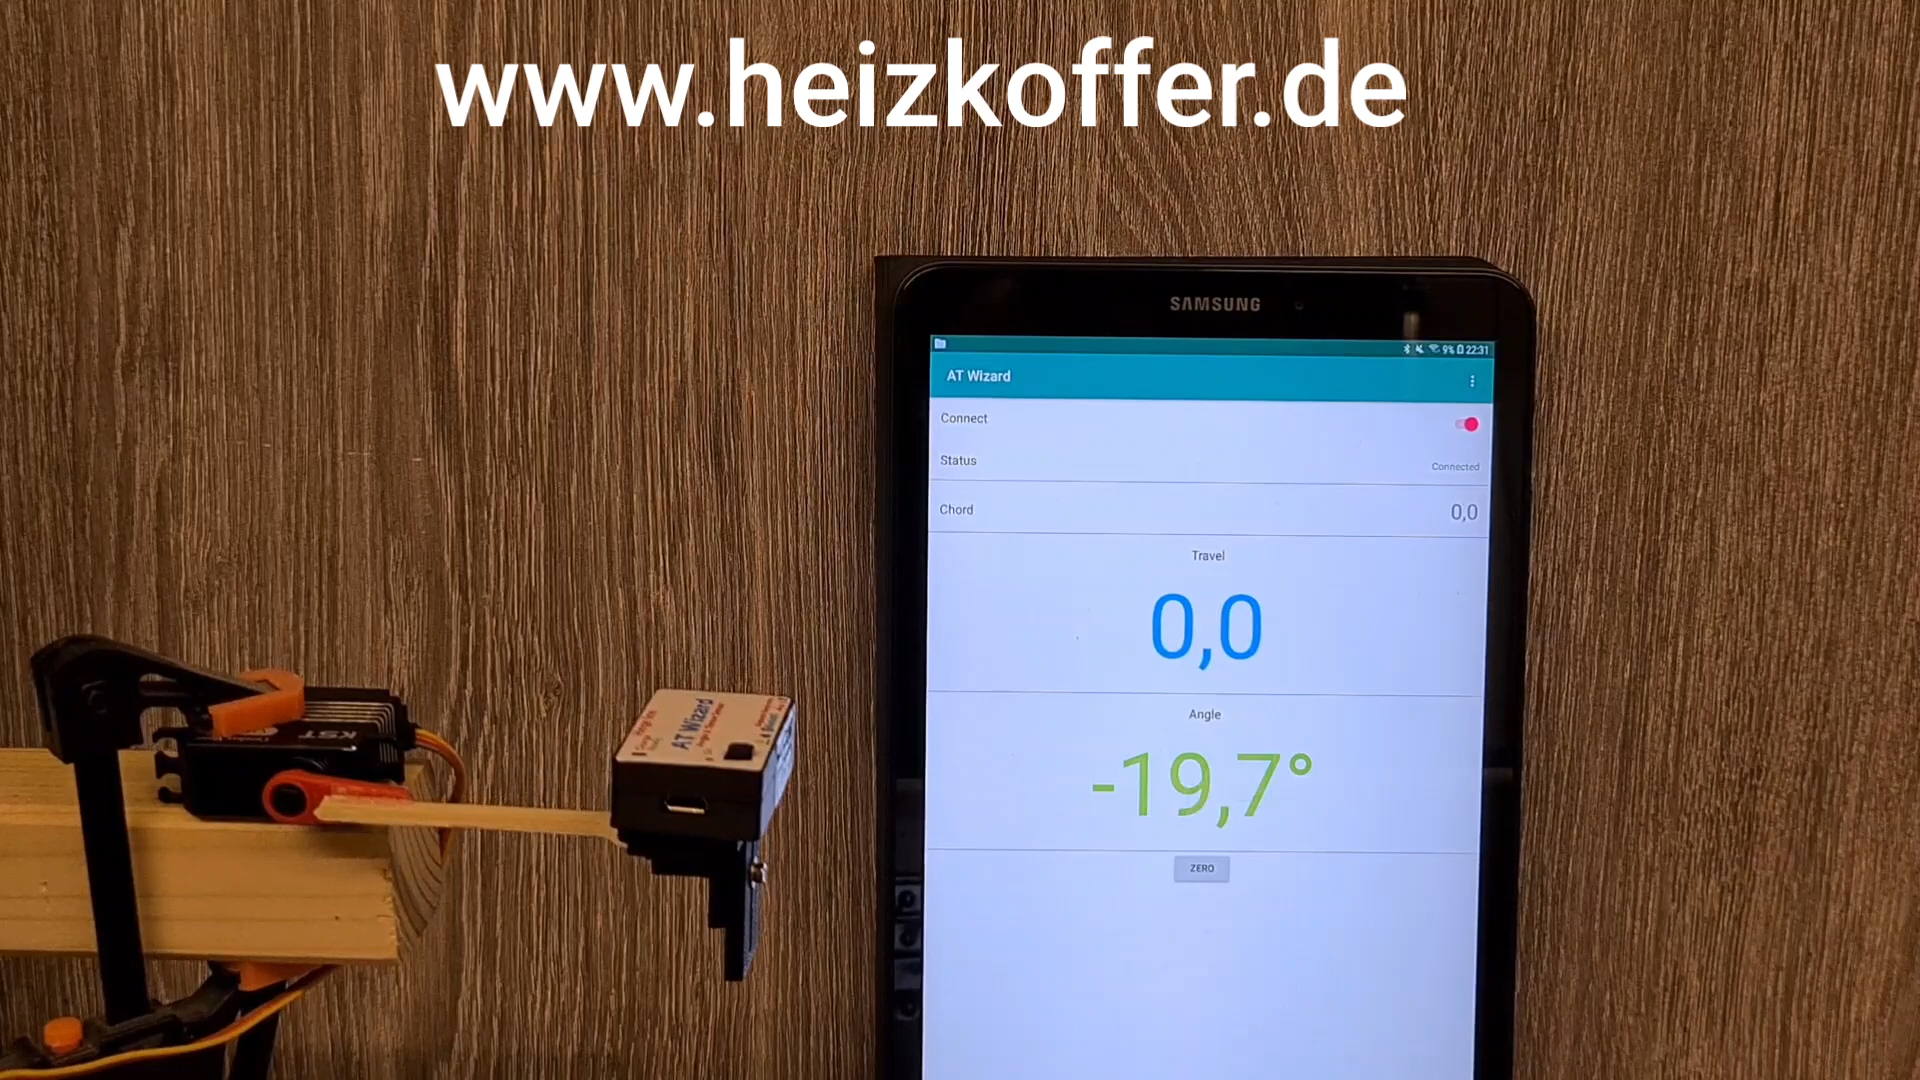 www.heizkoffer.de
SAMSUNG
9% 22:31
AT Wizard
Connect
Status
Connected
Chord
0,0
Travel
0,0
Angle
-19,7°
ZERO
KST
AT Wizard